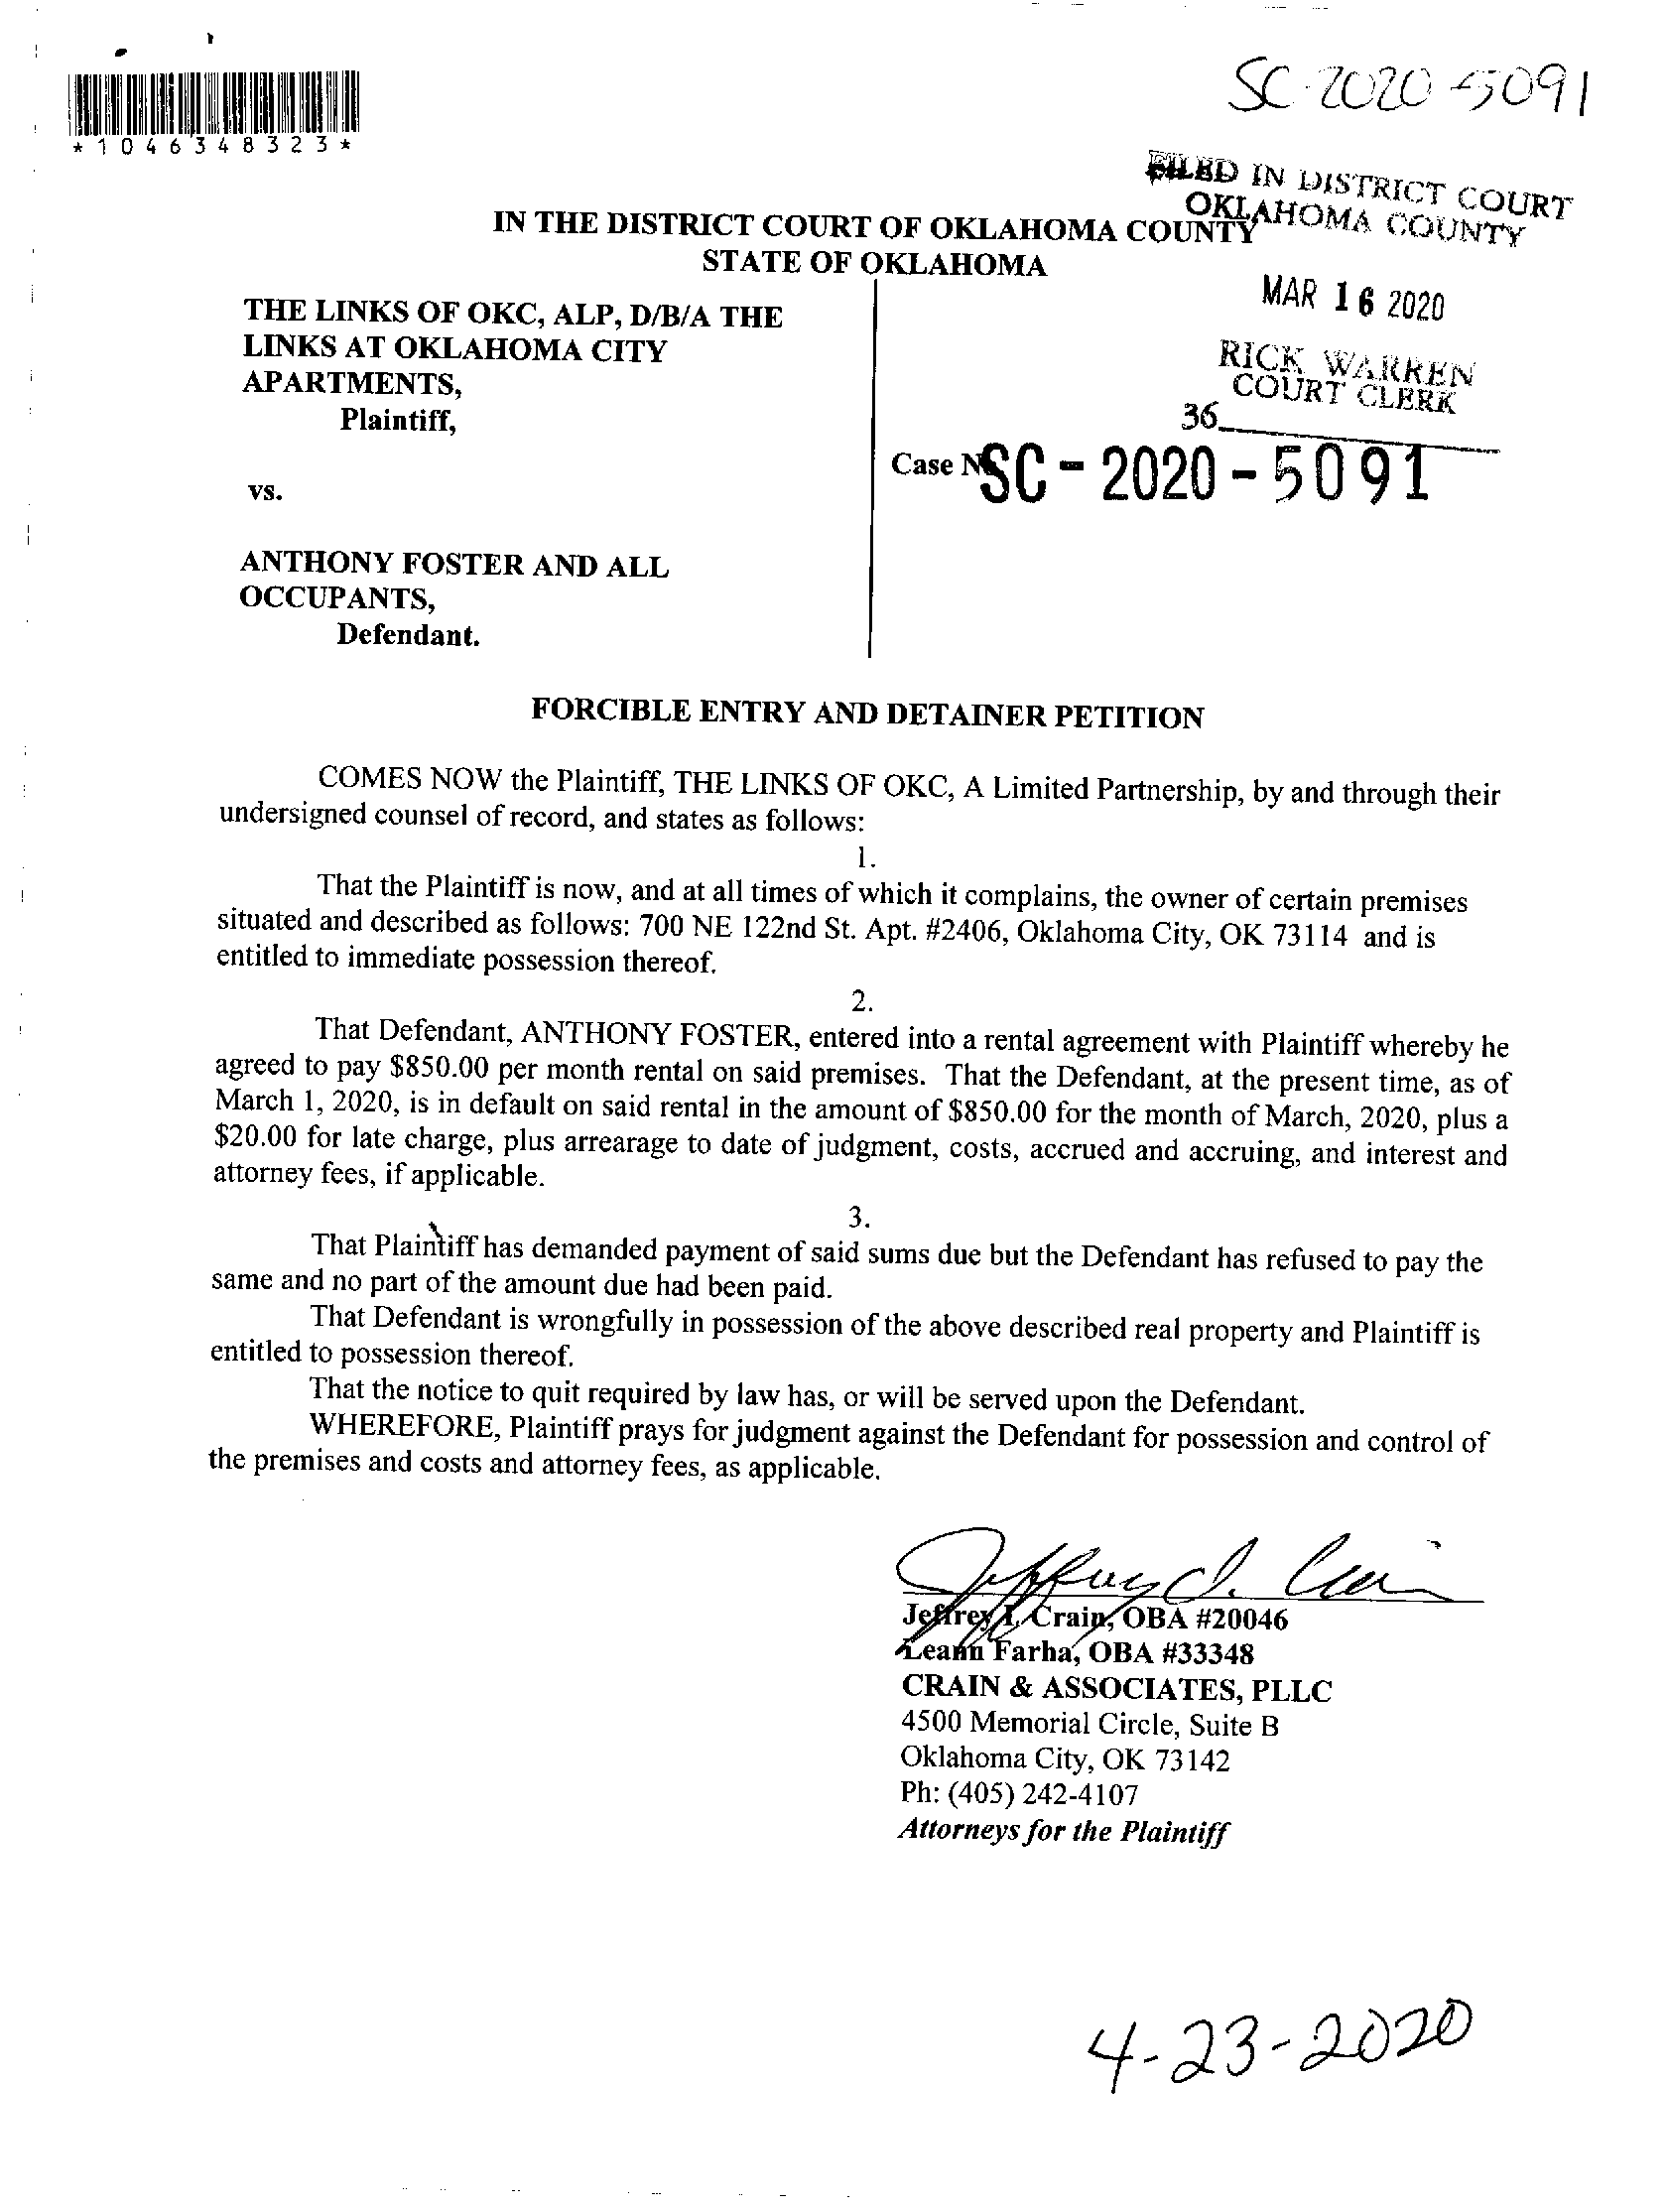 SC-2020-5091
*1046348323*
FILED IN DISTRICT COURT
OKLAHOMA COUNTY
IN THE DISTRICT COURT OF OKLAHOMA COUNTY
STATE OF OKLAHOMA
MAR 16 2020
RICK WARREN
COURT CLERK
36
THE LINKS OF OKC, ALP, D/B/A THE
LINKS AT OKLAHOMA CITY
APARTMENTS,
Plaintiff,
Case No. SC-2020-5091
vs.
ANTHONY FOSTER AND ALL
OCCUPANTS,
Defendant.
FORCIBLE ENTRY AND DETAINER PETITION
COMES NOW the Plaintiff, THE LINKS OF OKC, A Limited Partnership, by and through their
undersigned counsel of record, and states as follows:
1.
That the Plaintiff is now, and at all times of which it complains, the owner of certain premises
situated and described as follows: 700 NE 122nd St. Apt. #2406, Oklahoma City, OK 73114 and is
entitled to immediate possession thereof.
2.
That Defendant, ANTHONY FOSTER, entered into a rental agreement with Plaintiff whereby he
agreed to pay $850.00 per month rental on said premises. That the Defendant, at the present time, as of
March 1, 2020, is in default on said rental in the amount of $850.00 for the month of March, 2020, plus a
$20.00 for late charge, plus arrearage to date of judgment, costs, accrued and accruing, and interest and
attorney fees, if applicable.
3.
That Plaintiff has demanded payment of said sums due but the Defendant has refused to pay the
same and no part of the amount due had been paid.
That Defendant is wrongfully in possession of the above described real property and Plaintiff is
entitled to possession thereof.
That the notice to quit required by law has, or will be served upon the Defendant.
WHEREFORE, Plaintiff prays for judgment against the Defendant for possession and control of
the premises and costs and attorney fees, as applicable.
Jeffrey I. Crain, OBA #20046
Leann Farha, OBA #33348
CRAIN & ASSOCIATES, PLLC
4500 Memorial Circle, Suite B
Oklahoma City, OK 73142
Ph: (405) 242-4107
Attorneys for the Plaintiff
4-23-2020